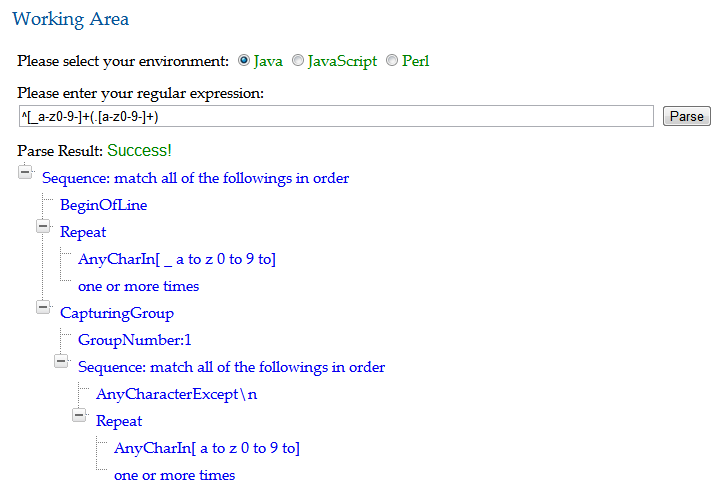 Working Area
Please select your environment: Java JavaScript Perl
Please enter your regular expression:
^[_a-z0-9-]+(.[a-z0-9-]+)
Parse
Parse Result: Success!
Sequence: match all of the followings in order
BeginOfLine
Repeat
AnyCharIn[ _ a to z 0 to 9 to]
one or more times
CapturingGroup
GroupNumber:1
Sequence: match all of the followings in order
AnyCharacterExcept\n
Repeat
AnyCharIn[ a to z 0 to 9 to]
one or more times